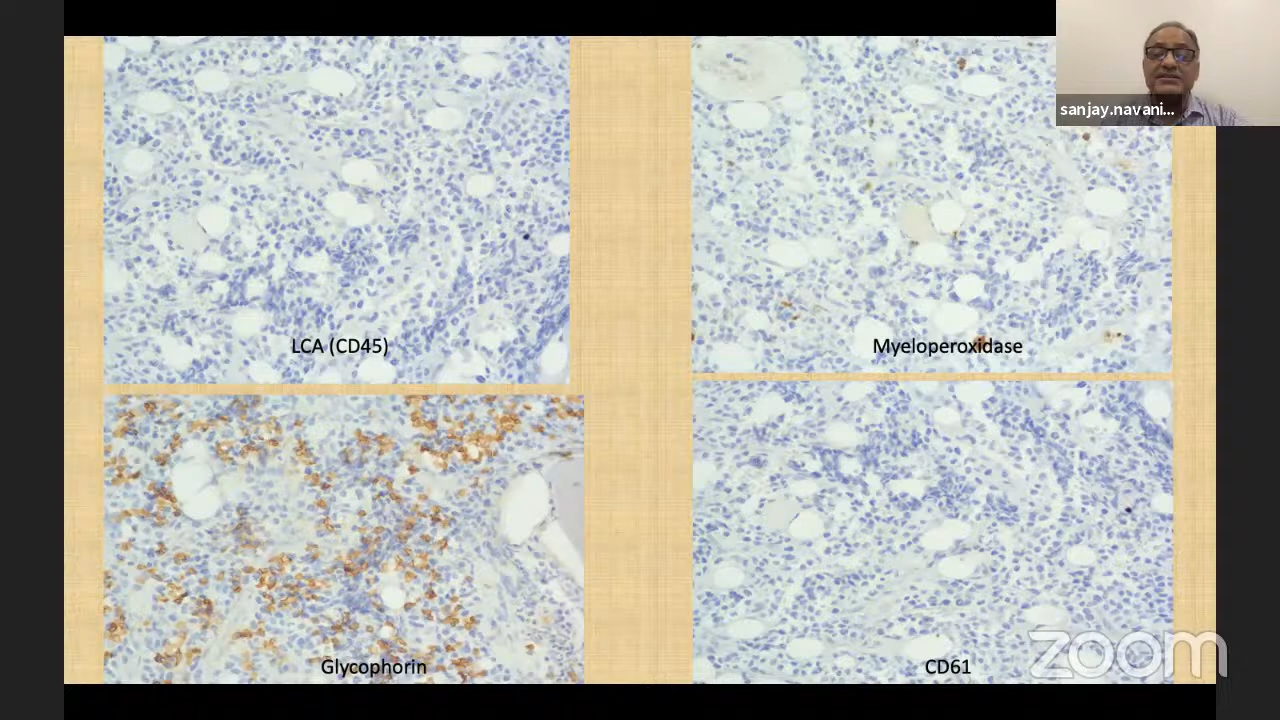 sanjay.navani...
LCA (CD45)
Myeloperoxidase
Glycophorin
CD61
zoom